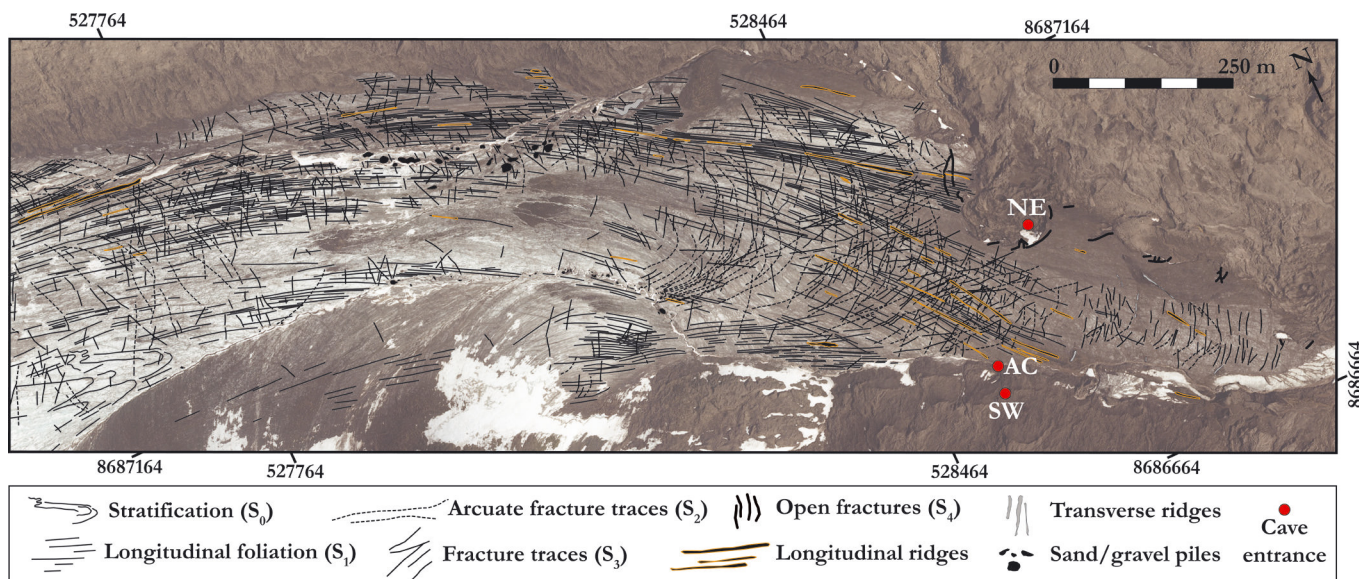 527764
528464
8687164
0
250 m
N
NE
AC
SW
8686664
8687164
527764
528464
8686664
Stratification (S0)
Arcuate fracture traces (S2)
Open fractures (S4)
Transverse ridges
Cave entrance
Longitudinal foliation (S1)
Fracture traces (S3)
Longitudinal ridges
Sand/gravel piles